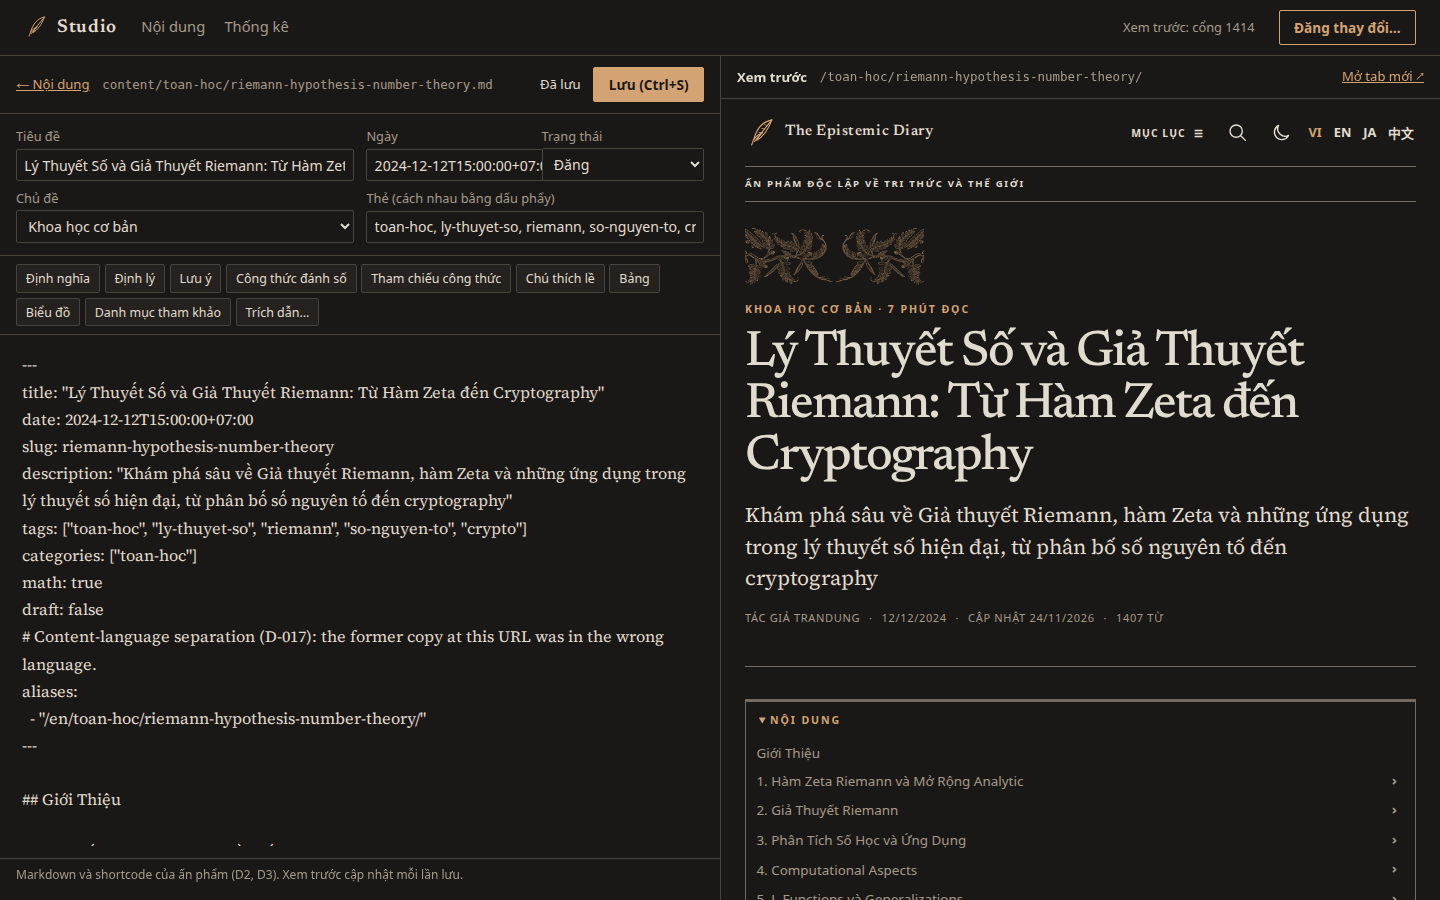 Studio Nội dung Thống kê Xem trước: cổng 1414 Đăng thay đổi...
← Nội dung content/toan-hoc/riemann-hypothesis-number-theory.md Đã lưu Lưu (Ctrl+S)
Tiêu đề Ngày Trạng thái
Lý Thuyết Số và Giả Thuyết Riemann: Từ Hàm Zet 2024-12-12T15:00:00+07:0 Đăng
Chủ đề Thẻ (cách nhau bằng dấu phẩy)
Khoa học cơ bản toan-hoc, ly-thuyet-so, riemann, so-nguyen-to, cr
Định nghĩa Định lý Lưu ý Công thức đánh số Tham chiếu công thức Chú thích lề Bảng
Biểu đồ Danh mục tham khảo Trích dẫn...
---
title: "Lý Thuyết Số và Giả Thuyết Riemann: Từ Hàm Zeta đến Cryptography"
date: 2024-12-12T15:00:00+07:00
slug: riemann-hypothesis-number-theory
description: "Khám phá sâu về Giả thuyết Riemann, hàm Zeta và những ứng dụng trong
lý thuyết số hiện đại, từ phân bố số nguyên tố đến cryptography"
tags: ["toan-hoc", "ly-thuyet-so", "riemann", "so-nguyen-to", "crypto"]
categories: ["toan-hoc"]
math: true
draft: false
# Content-language separation (D-017): the former copy at this URL was in the wrong
language.
aliases:
- "/en/toan-hoc/riemann-hypothesis-number-theory/"
---
## Giới Thiệu
Markdown và shortcode của ấn phẩm (D2, D3). Xem trước cập nhật mỗi lần lưu.
Xem trước /toan-hoc/riemann-hypothesis-number-theory/ Mở tab mới ↗
The Epistemic Diary MỤC LỤC ☰ VI EN JA 中文
ẤN PHẨM ĐỘC LẬP VỀ TRI THỨC VÀ THẾ GIỚI
KHOA HỌC CƠ BẢN · 7 PHÚT ĐỌC
Lý Thuyết Số và Giả Thuyết
Riemann: Từ Hàm Zeta đến
Cryptography
Khám phá sâu về Giả thuyết Riemann, hàm Zeta và những ứng dụng
trong lý thuyết số hiện đại, từ phân bố số nguyên tố đến
cryptography
TÁC GIẢ TRANDUNG · 12/12/2024 · CẬP NHẬT 24/11/2026 · 1407 TỪ
▾ NỘI DUNG
Giới Thiệu
1. Hàm Zeta Riemann và Mở Rộng Analytic ›
2. Giả Thuyết Riemann ›
3. Phân Tích Số Học và Ứng Dụng ›
4. Computational Aspects ›
5. L-Functions và Generalizations ›